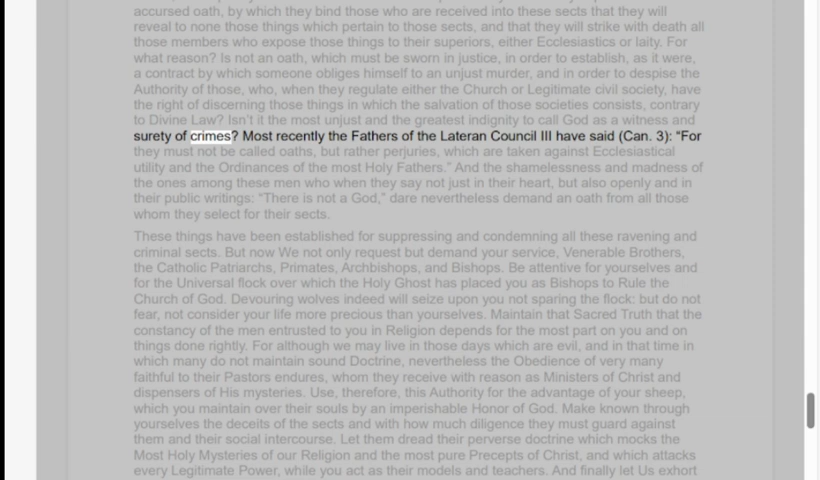 accursed oath, by which they bind those who are received into these sects that they will
reveal to none those things which pertain to those sects, and that they will strike with death all
those members who expose those things to their superiors, either Ecclesiastics or laity. For
what reason? Is not an oath, which must be sworn in justice, in order to establish, as it were,
a contract by which someone obliges himself to an unjust murder, and in order to despise the
Authority of those, who, when they regulate either the Church or Legitimate civil society, have
the right of discerning those things in which the salvation of those societies consists, contrary
to Divine Law? Isn't it the most unjust and the greatest indignity to call God as a witness and
surety of crimes? Most recently the Fathers of the Lateran Council III have said (Can. 3): “For
they must not be called oaths, but rather perjuries, which are taken against Ecclesiastical
utility and the Ordinances of the most Holy Fathers.” And the shamelessness and madness of
the ones among these men who when they say not just in their heart, but also openly and in
their public writings: “There is not a God,” dare nevertheless demand an oath from all those
whom they select for their sects.
These things have been established for suppressing and condemning all these ravening and
criminal sects. But now We not only request but demand your service, Venerable Brothers,
the Catholic Patriarchs, Primates, Archbishops, and Bishops. Be attentive for yourselves and
for the Universal flock over which the Holy Ghost has placed you as Bishops to Rule the
Church of God. Devouring wolves indeed will seize upon you not sparing the flock: but do not
fear, not consider your life more precious than yourselves. Maintain that Sacred Truth that the
constancy of the men entrusted to you in Religion depends for the most part on you and on
things done rightly. For although we may live in those days which are evil, and in that time in
which many do not maintain sound Doctrine, nevertheless the Obedience of very many
faithful to their Pastors endures, whom they receive with reason as Ministers of Christ and
dispensers of His mysteries. Use, therefore, this Authority for the advantage of your sheep,
which you maintain over their souls by an imperishable Honor of God. Make known through
yourselves the deceits of the sects and with how much diligence they must guard against
them and their social intercourse. Let them dread their perverse doctrine which mocks the
Most Holy Mysteries of our Religion and the most pure Precepts of Christ, and which attacks
every Legitimate Power, while you act as their models and teachers. And finally let Us exhort